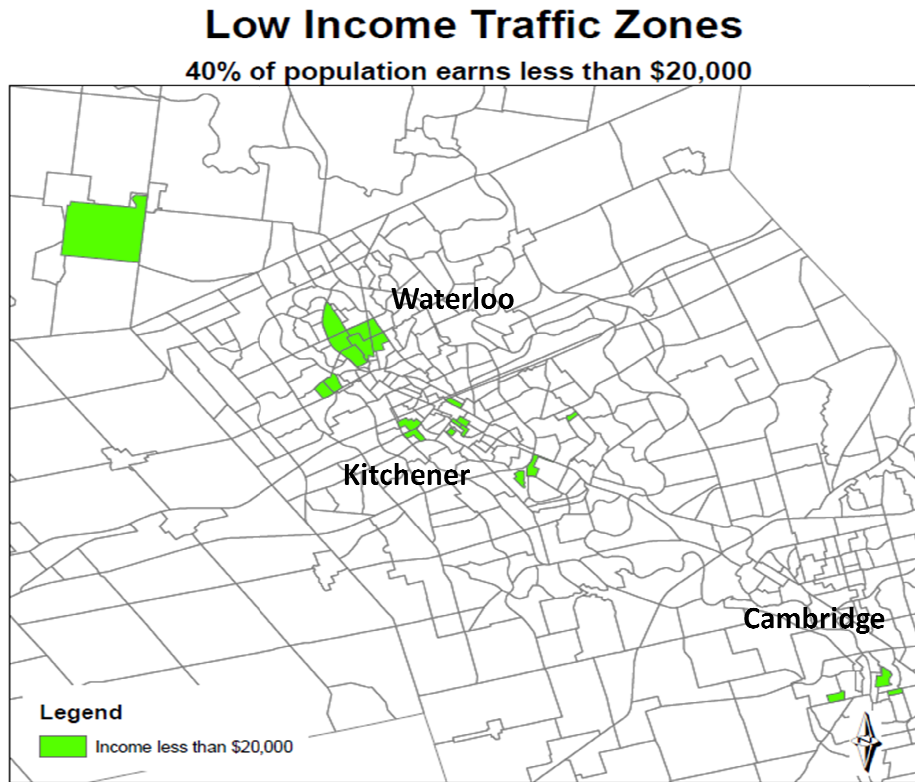 Low Income Traffic Zones
40% of population earns less than $20,000
Waterloo
Kitchener
Cambridge
Legend
Income less than $20,000
N